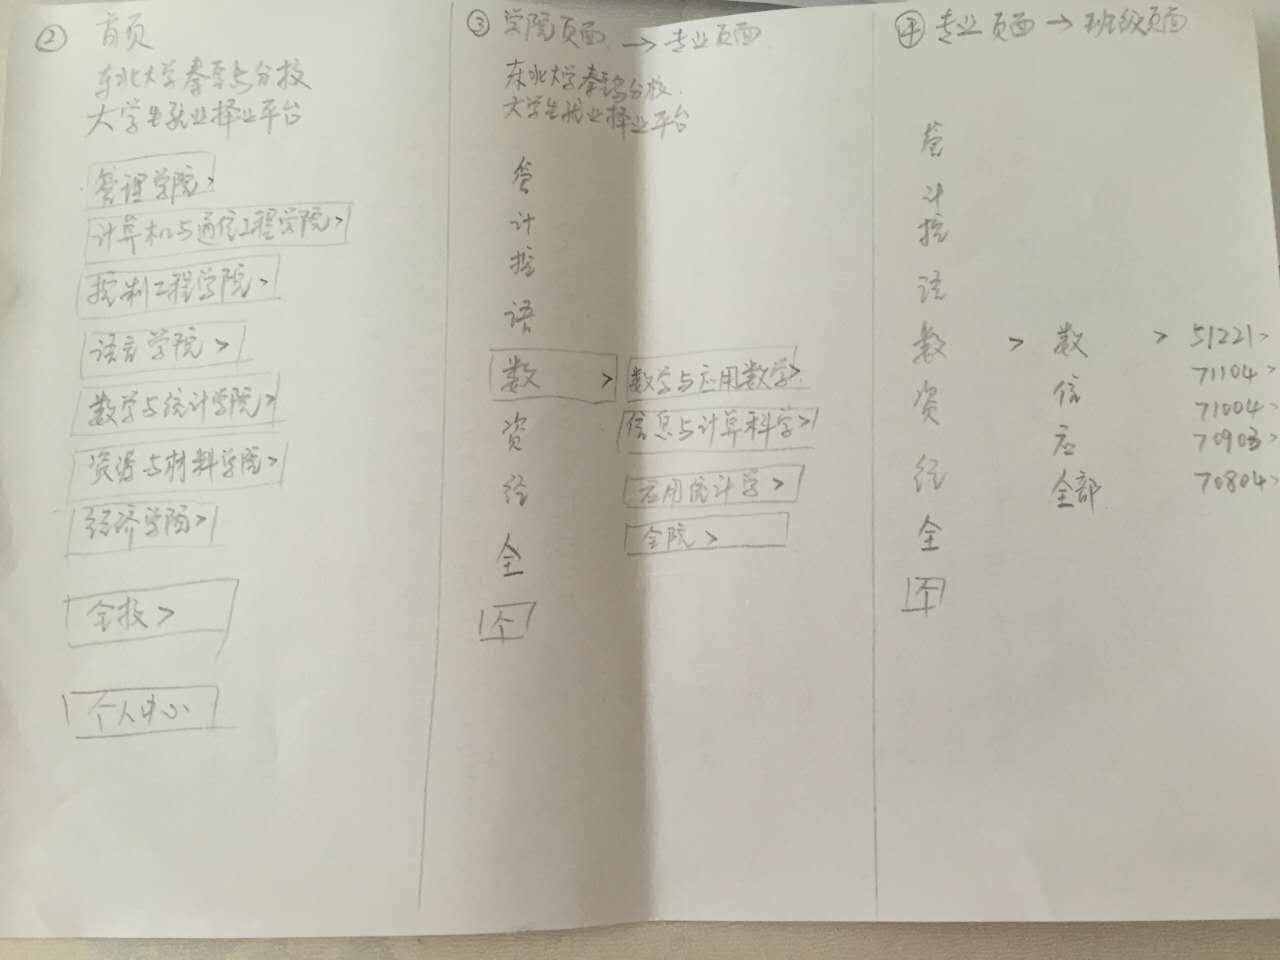 ② 首页
东北大学秦皇岛分校
大学生就业择业平台
管理学院>
计算机与通信工程学院>
控制工程学院>
语言学院>
数学与统计学院>
资源与材料学院>
经济学院>
全校>
个人中心
③ 学院页面→专业页面
东北大学秦皇岛分校
大学生就业择业平台
管
计
控
语
数 > 数学与应用数学>
信息与计算科学>
资
应用统计学>
经
全院>
全
个
④ 专业页面→班级页面
管
计
控
语
数 > 数 > 51221>
71104>
资 信 71004>
应 70903>
经 全部 70804>
全
个